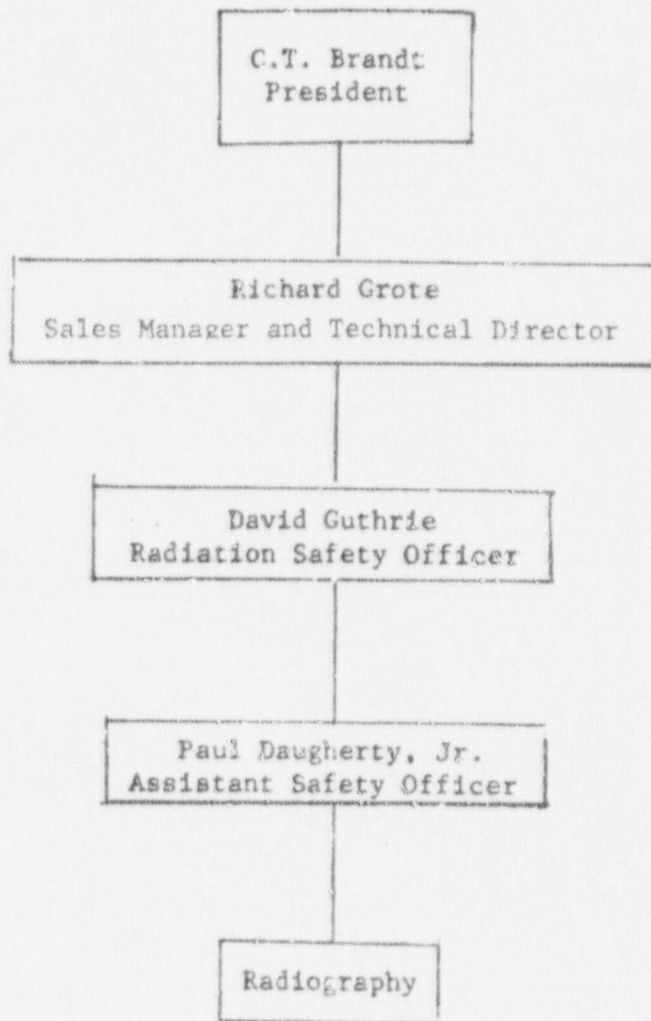 C.T. Brandt
President
Richard Grote
Sales Manager and Technical Director
David Guthrie
Radiation Safety Officer
Paul Daugherty, Jr.
Assistant Safety Officer
Radiography